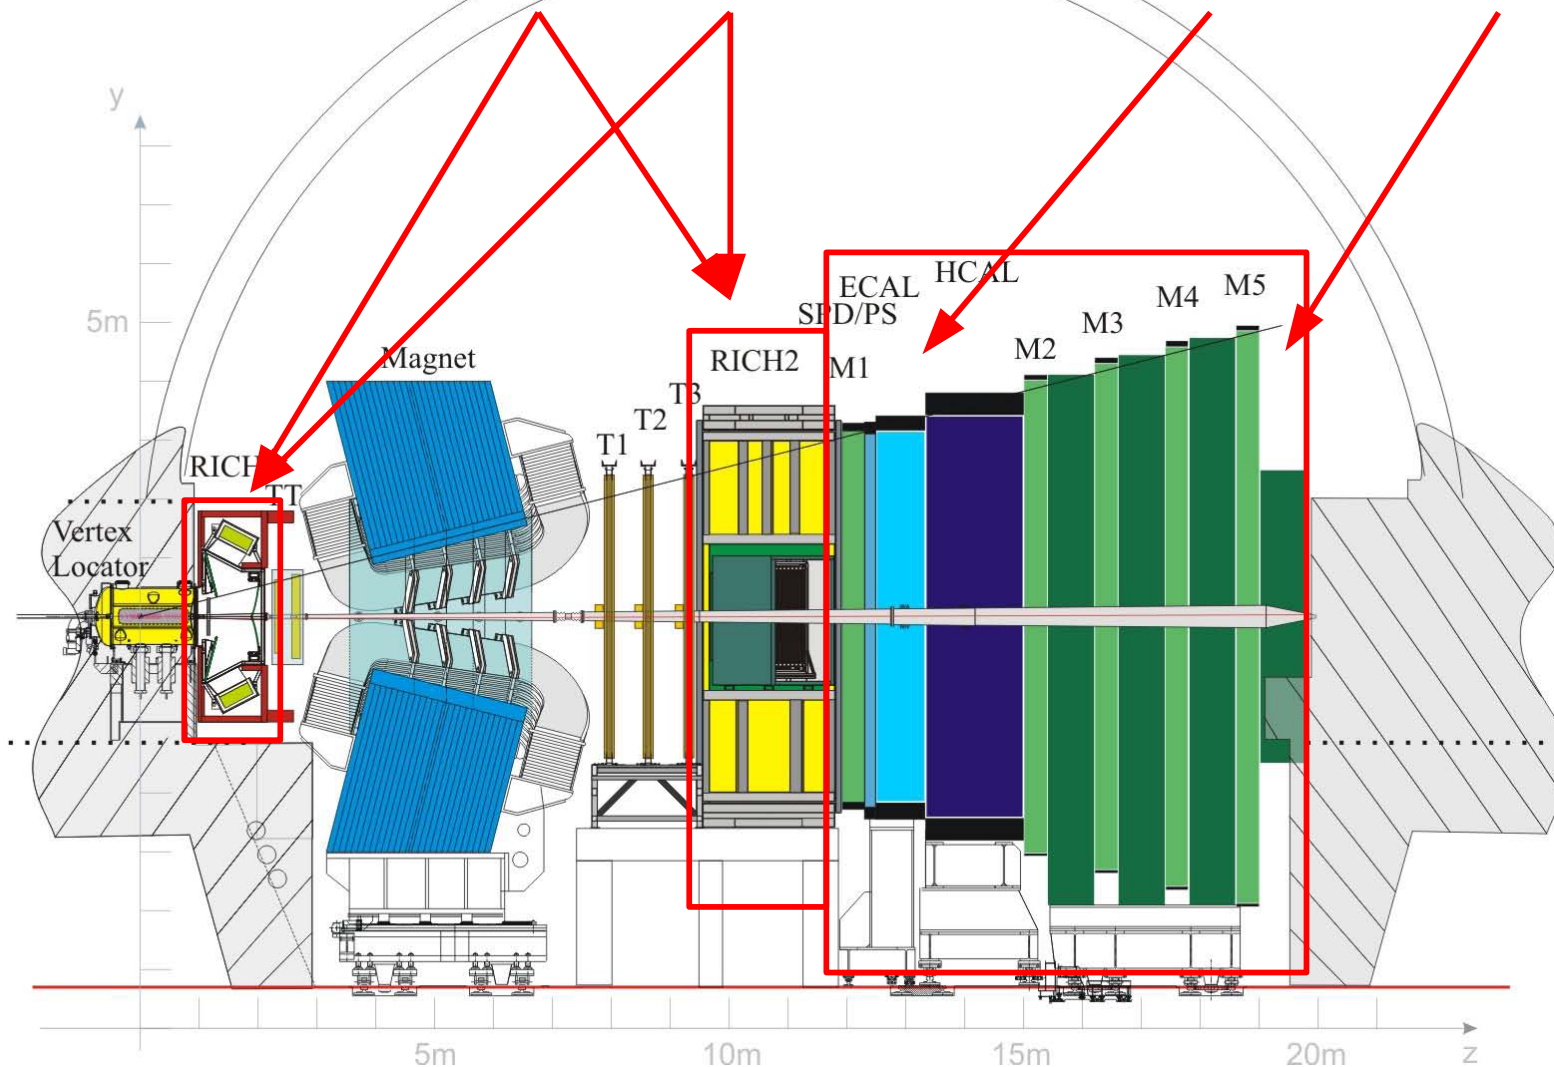 y
5m
ECAL
HCAL
SPD/PS
M5
M4
M3
M2
M1
Magnet
RICH2
T3
T2
T1
RICH
TT
Vertex
Locator
5m
10m
15m
20m
z